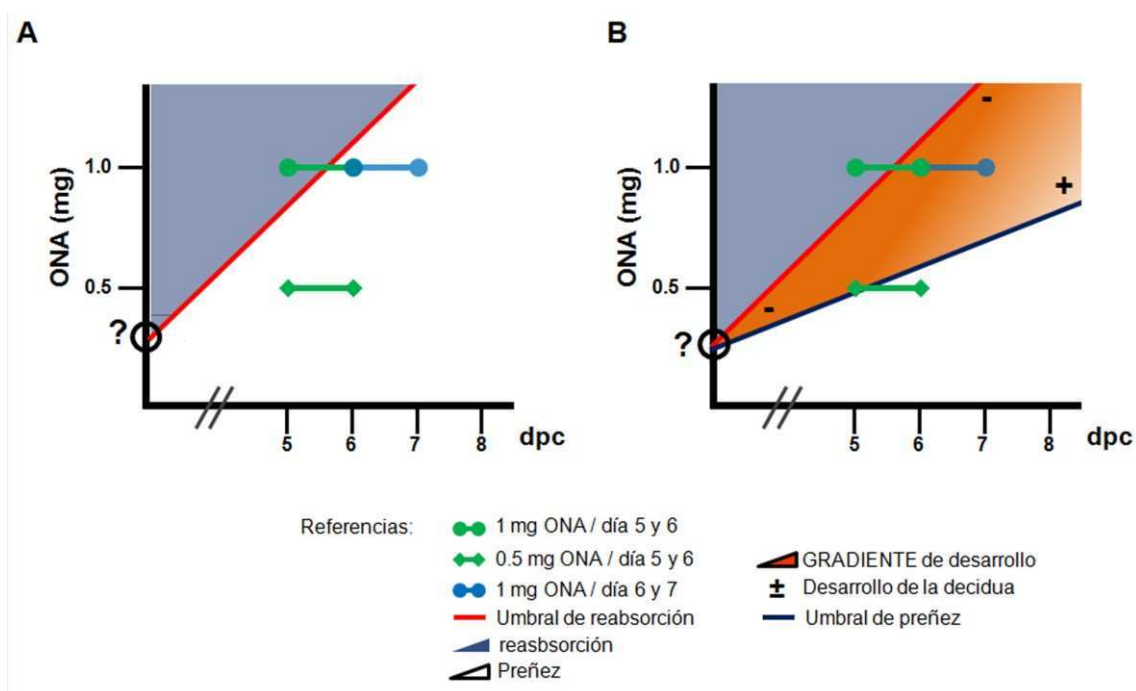 A
ONA (mg)
1.0
0.5
?
5 6 7 8 dpc
B
ONA (mg)
-
1.0
±
0.5
-
?
5 6 7 8 dpc
Referencias:
1 mg ONA / día 5 y 6
0.5 mg ONA / día 5 y 6
1 mg ONA / día 6 y 7
Umbral de reabsorción
reasbsorción
Preñez
GRADIENTE de desarrollo
± Desarrollo de la decidua
Umbral de preñez